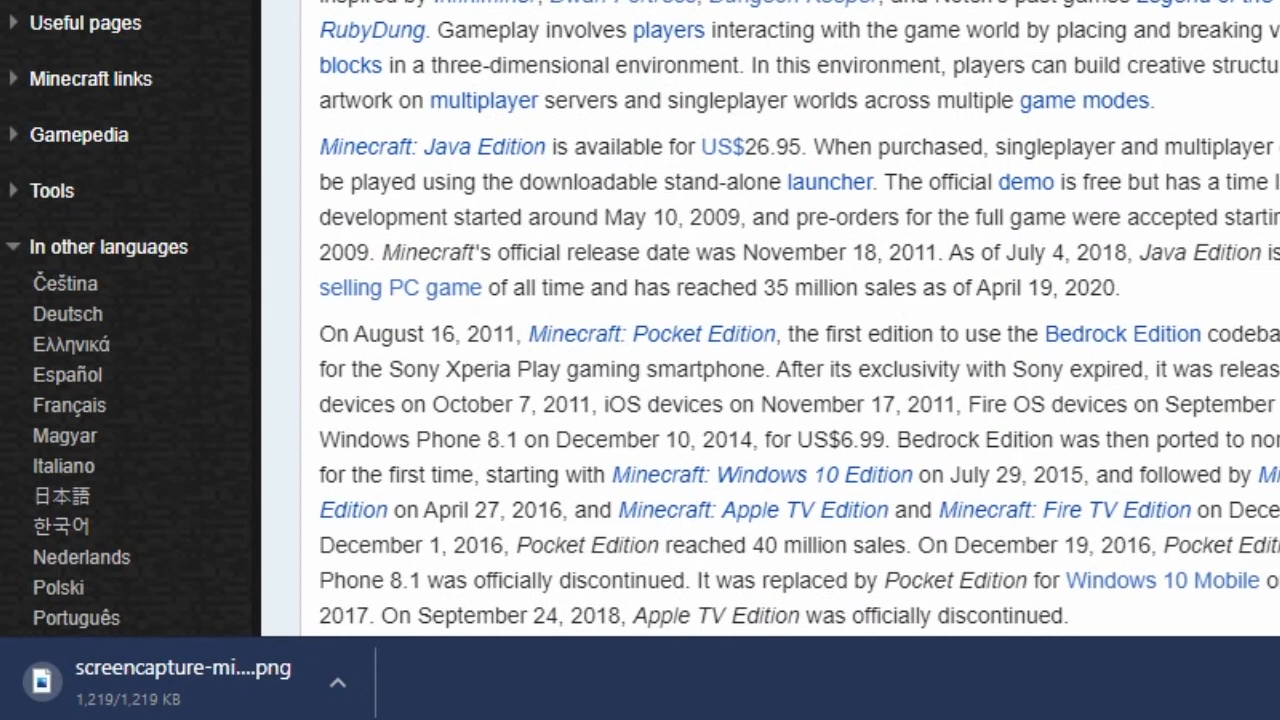 Useful pages
Minecraft links
Gamepedia
Tools
In other languages
Čeština
Deutsch
Ελληνικά
Español
Français
Magyar
Italiano
日本語
한국어
Nederlands
Polski
Português
inspired by Infiniminer, Dwarf Fortress, Dungeon Keeper, and Notch's past games Legend of the
RubyDung. Gameplay involves players interacting with the game world by placing and breaking
blocks in a three-dimensional environment. In this environment, players can build creative structu
artwork on multiplayer servers and singleplayer worlds across multiple game modes.
Minecraft: Java Edition is available for US$26.95. When purchased, singleplayer and multiplayer
be played using the downloadable stand-alone launcher. The official demo is free but has a time
development started around May 10, 2009, and pre-orders for the full game were accepted startin
2009. Minecraft's official release date was November 18, 2011. As of July 4, 2018, Java Edition is
selling PC game of all time and has reached 35 million sales as of April 19, 2020.
On August 16, 2011, Minecraft: Pocket Edition, the first edition to use the Bedrock Edition codeba
for the Sony Xperia Play gaming smartphone. After its exclusivity with Sony expired, it was releas
devices on October 7, 2011, iOS devices on November 17, 2011, Fire OS devices on September
Windows Phone 8.1 on December 10, 2014, for US$6.99. Bedrock Edition was then ported to nor
for the first time, starting with Minecraft: Windows 10 Edition on July 29, 2015, and followed by Mi
Edition on April 27, 2016, and Minecraft: Apple TV Edition and Minecraft: Fire TV Edition on Dece
December 1, 2016, Pocket Edition reached 40 million sales. On December 19, 2016, Pocket Editi
Phone 8.1 was officially discontinued. It was replaced by Pocket Edition for Windows 10 Mobile o
2017. On September 24, 2018, Apple TV Edition was officially discontinued.
screencapture-mi....png
1,219/1,219 KB